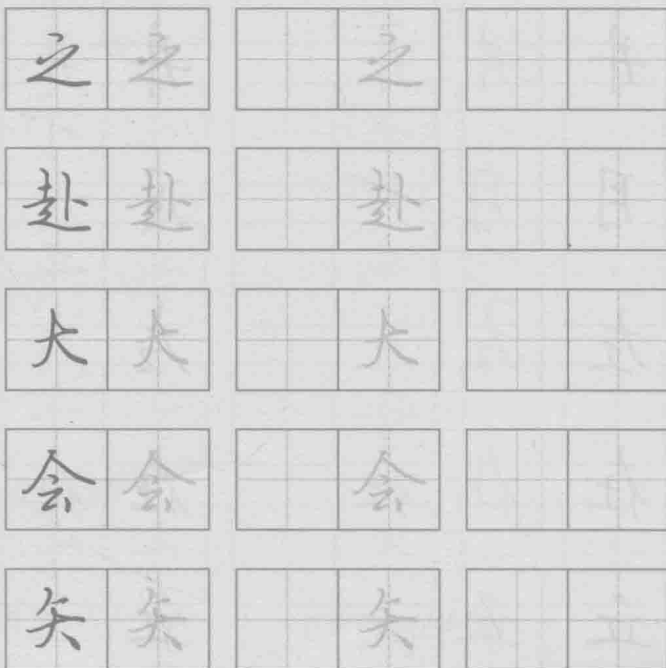 之 之 之
赴 赴 赴
大 大 大
会 会 会
矢 矢 矢